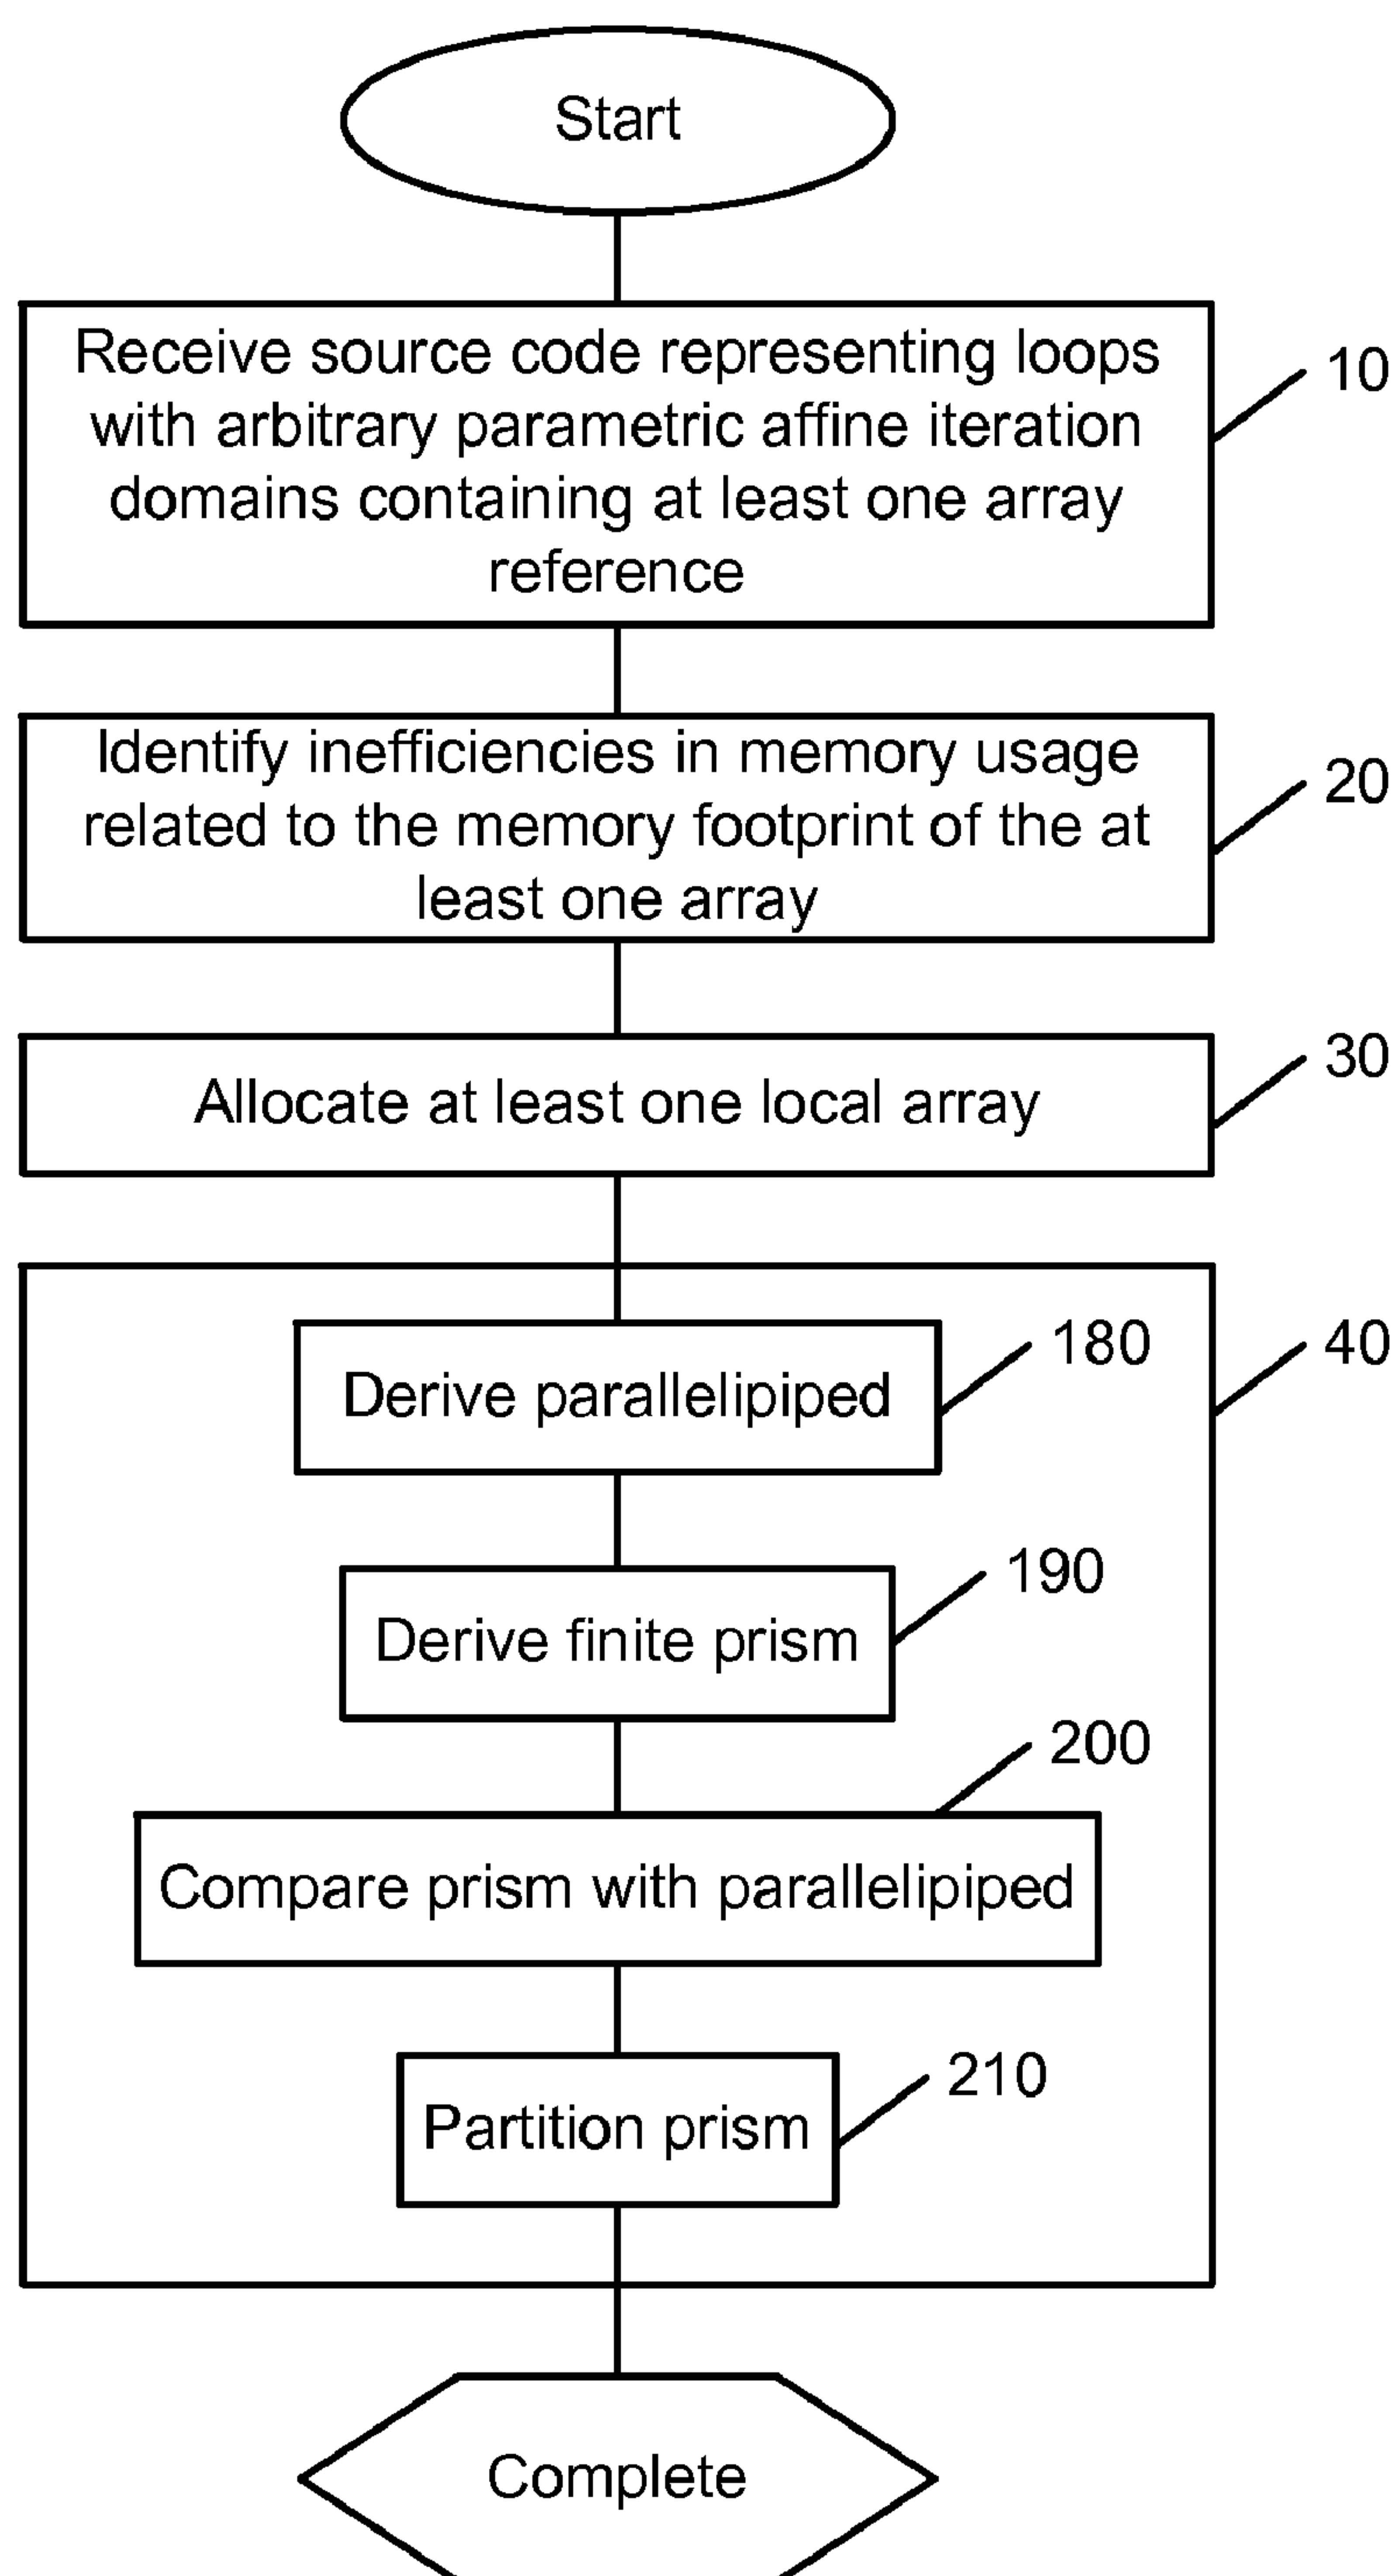 Start
Receive source code representing loops
with arbitrary parametric affine iteration
domains containing at least one array
reference
10
Identify inefficiencies in memory usage
related to the memory footprint of the at
least one array
20
Allocate at least one local array
30
40
Derive parallelipiped
180
Derive finite prism
190
Compare prism with parallelipiped
200
Partition prism
210
Complete